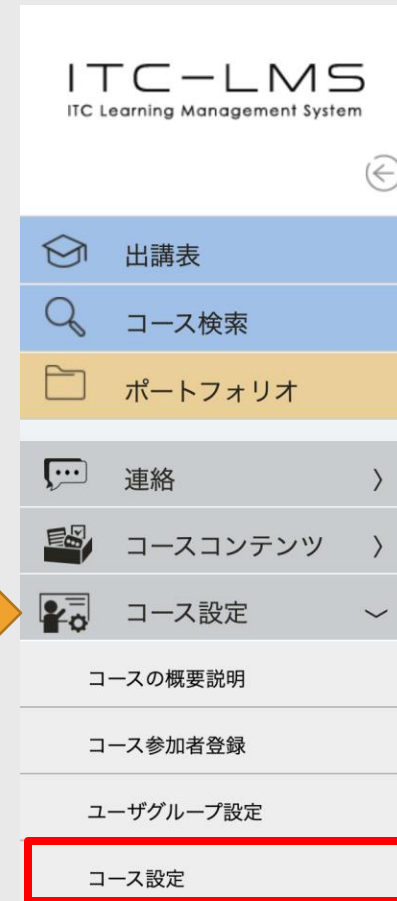 ITC-LMS
ITC Learning Management System
出講表
コース検索
ポートフォリオ
連絡
コースコンテンツ
コース設定
コースの概要説明
コース参加者登録
ユーザグループ設定
コース設定